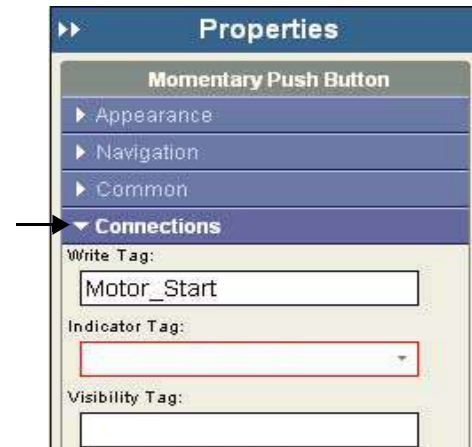 Properties
Momentary Push Button
Appearance
Navigation
Common
Connections
Write Tag:
Motor_Start
Indicator Tag:
Visibility Tag: